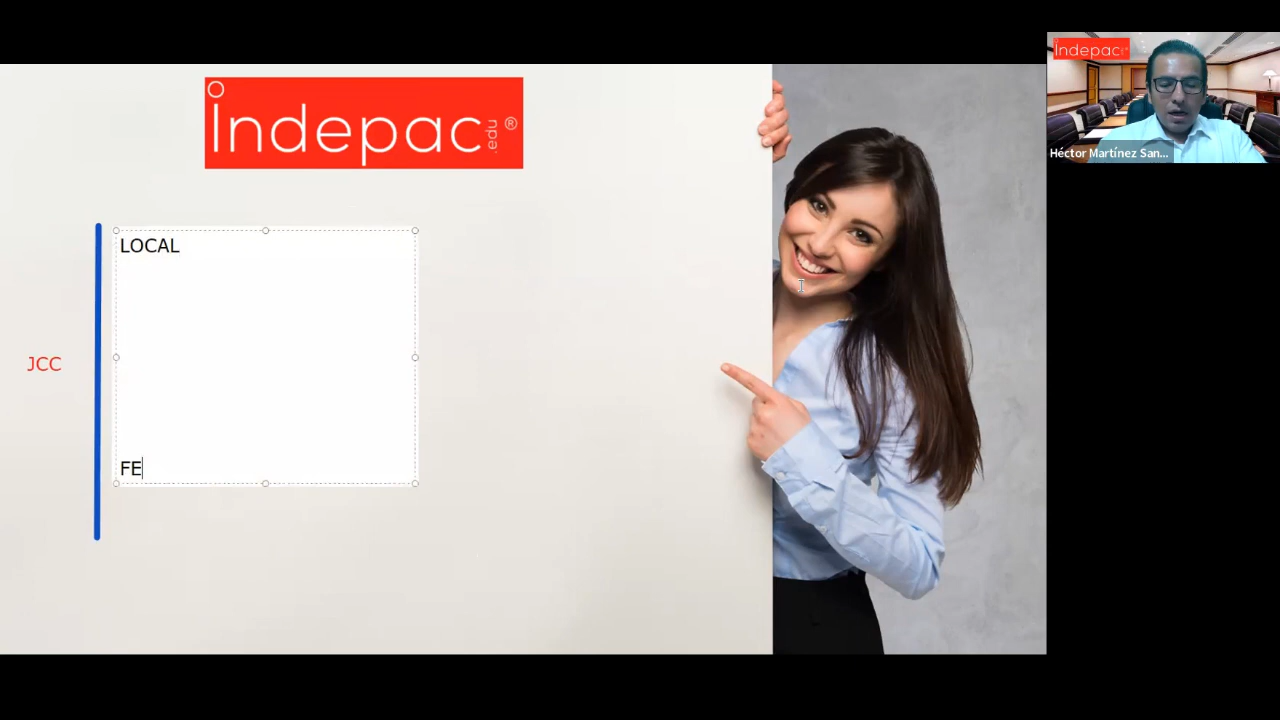 indepac.edu®
LOCAL
JCC
FE
indepac
Héctor Martínez San...